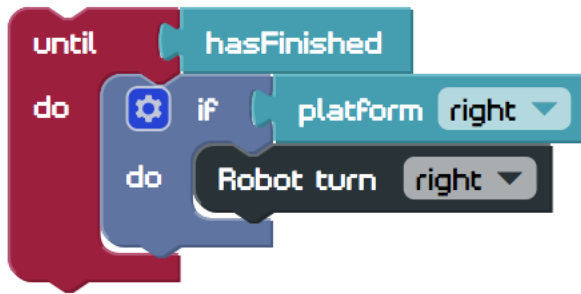 until hasFinished
do if platform right
do Robot turn right